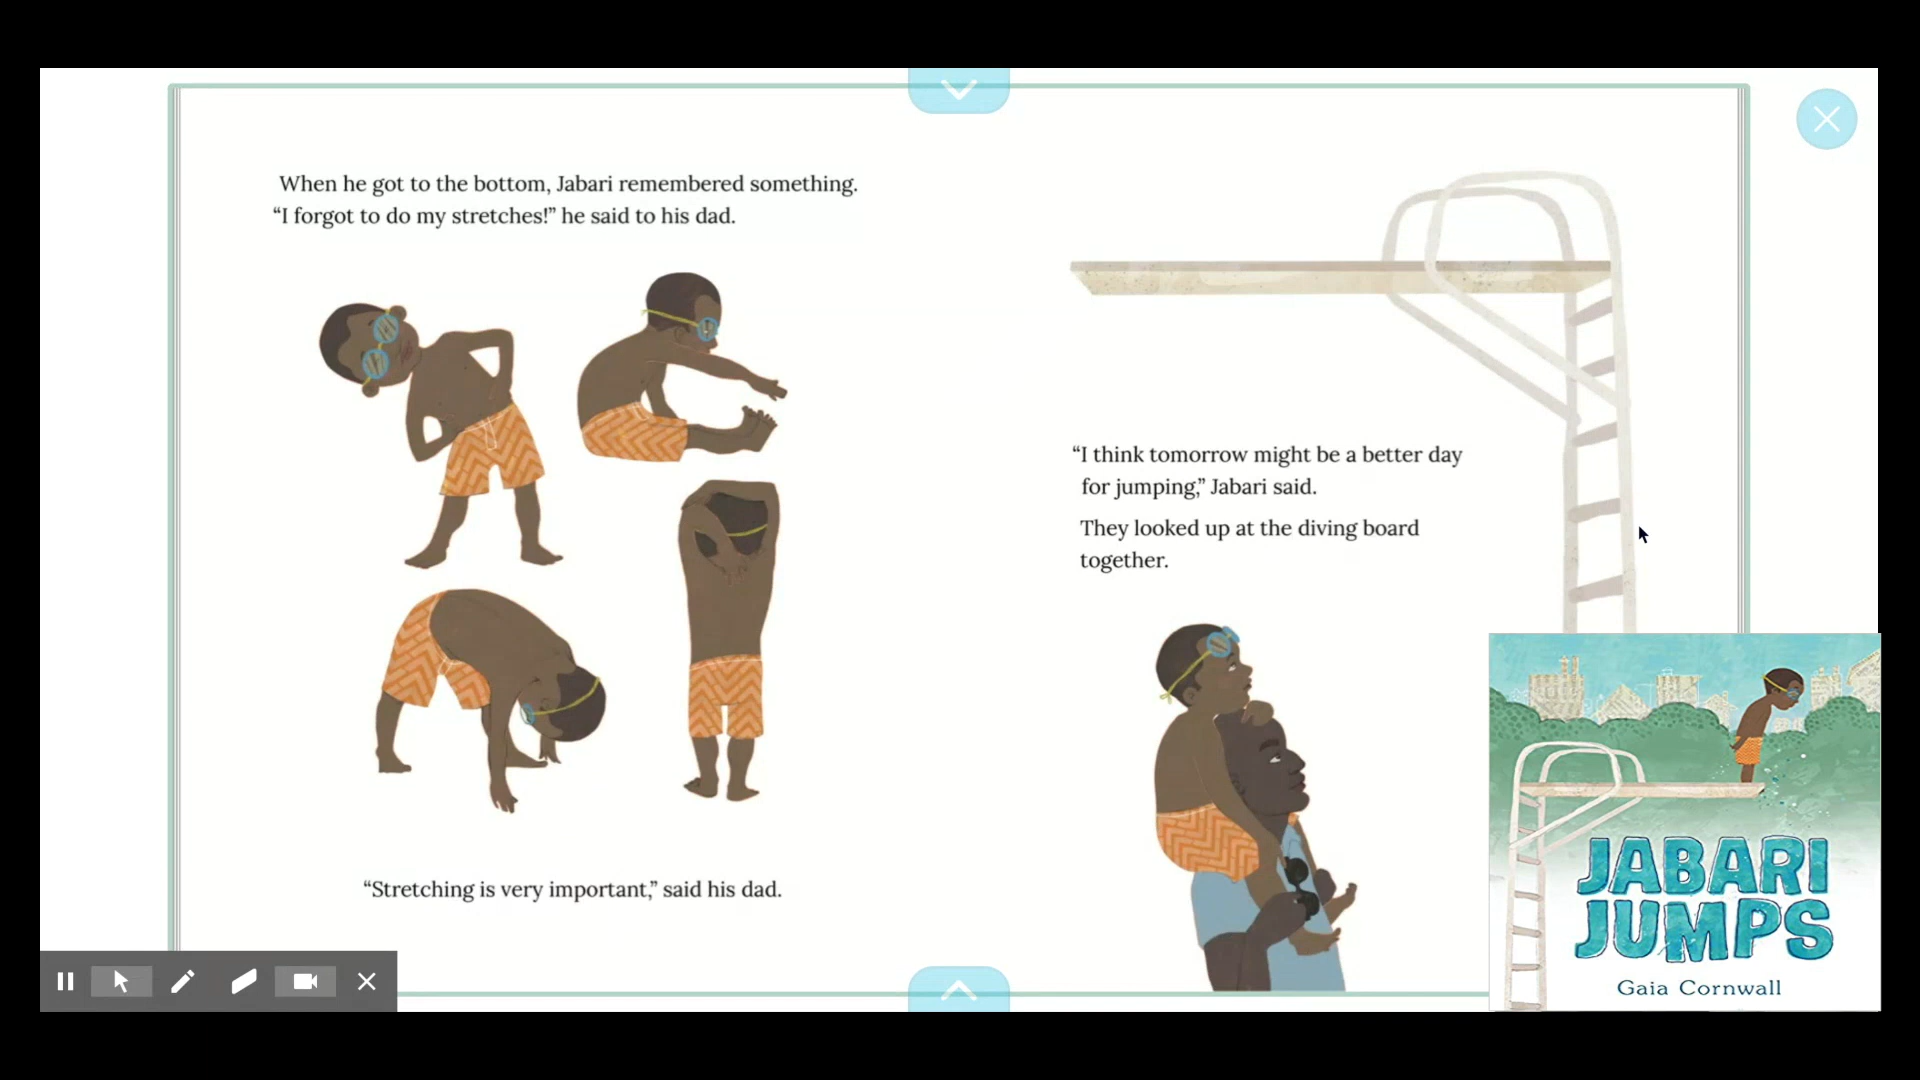 When he got to the bottom, Jabari remembered something.
“I forgot to do my stretches!” he said to his dad.
“Stretching is very important,” said his dad.
“I think tomorrow might be a better day
for jumping,” Jabari said.
They looked up at the diving board
together.
JABARI
JUMPS
Gaia Cornwall